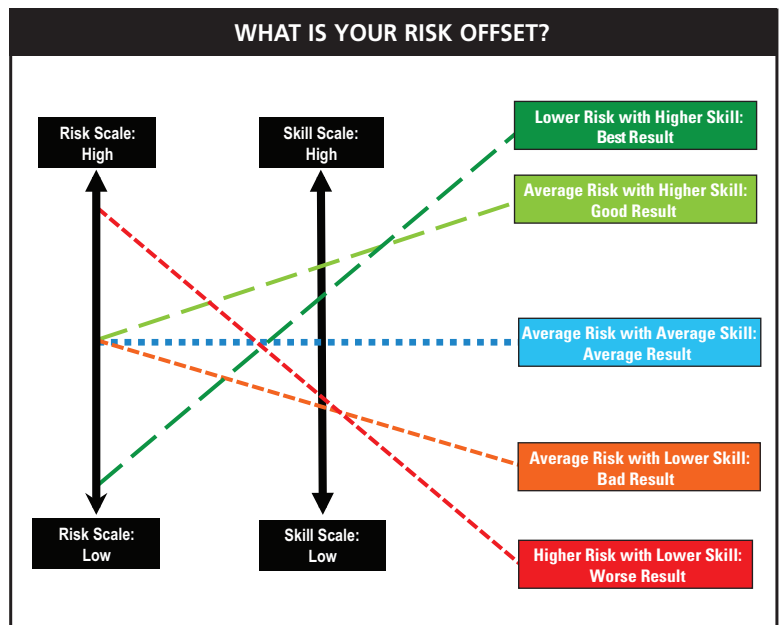 WHAT IS YOUR RISK OFFSET?
Risk Scale:
High
Skill Scale:
High
Lower Risk with Higher Skill:
Best Result
Average Risk with Higher Skill:
Good Result
Average Risk with Average Skill:
Average Result
Average Risk with Lower Skill:
Bad Result
Risk Scale:
Low
Skill Scale:
Low
Higher Risk with Lower Skill:
Worse Result